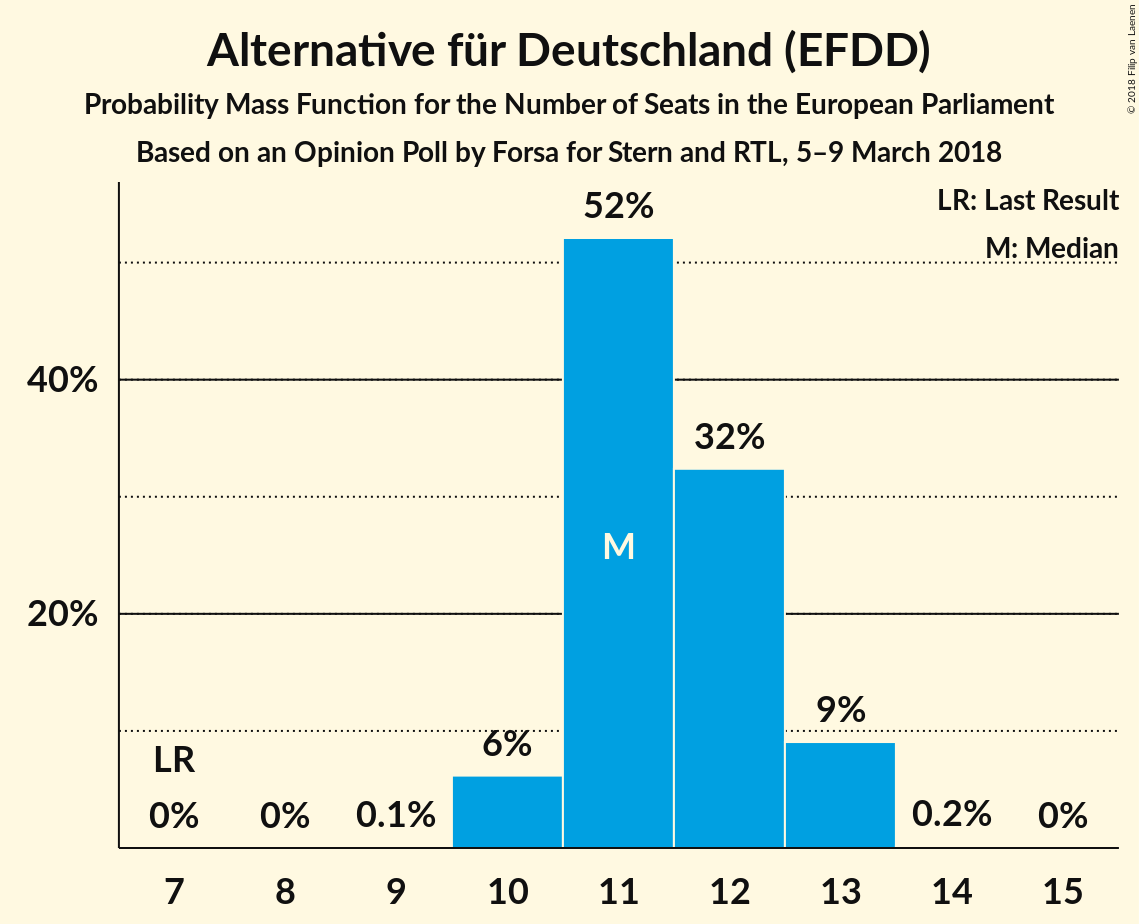 Alternative für Deutschland (EFDD)
Probability Mass Function for the Number of Seats in the European Parliament
Based on an Opinion Poll by Forsa for Stern and RTL, 5–9 March 2018
© 2018 Filip van Laenen
LR: Last Result
M: Median
52%
40%
32%
M
20%
9%
6%
LR
0%
0%
0.1%
0.2%
0%
7 8 9 10 11 12 13 14 15